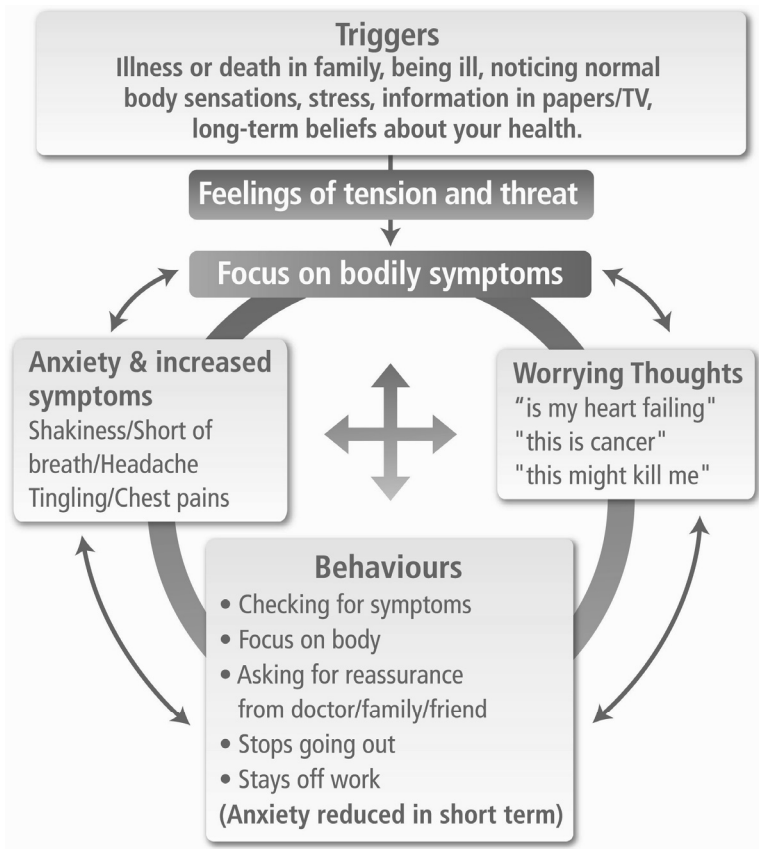 Triggers
Illness or death in family, being ill, noticing normal
body sensations, stress, information in papers/TV,
long-term beliefs about your health.
Feelings of tension and threat
Focus on bodily symptoms
Anxiety & increased
symptoms
Shakiness/Short of
breath/Headache
Tingling/Chest pains
Worrying Thoughts
“is my heart failing"
"this is cancer"
"this might kill me"
Behaviours
• Checking for symptoms
• Focus on body
• Asking for reassurance
from doctor/family/friend
• Stops going out
• Stays off work
(Anxiety reduced in short term)